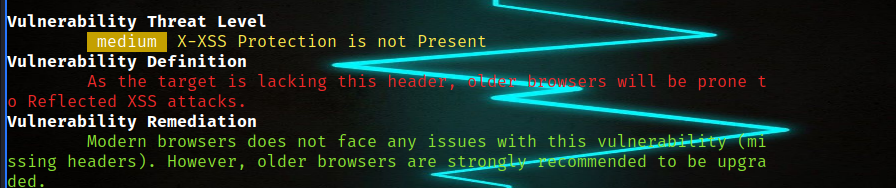 Vulnerability Threat Level
medium X-XSS Protection is not Present
Vulnerability Definition
As the target is lacking this header, older browsers will be prone t
o Reflected XSS attacks.
Vulnerability Remediation
Modern browsers does not face any issues with this vulnerability (mi
ssing headers). However, older browsers are strongly recommended to be upgra
ded.